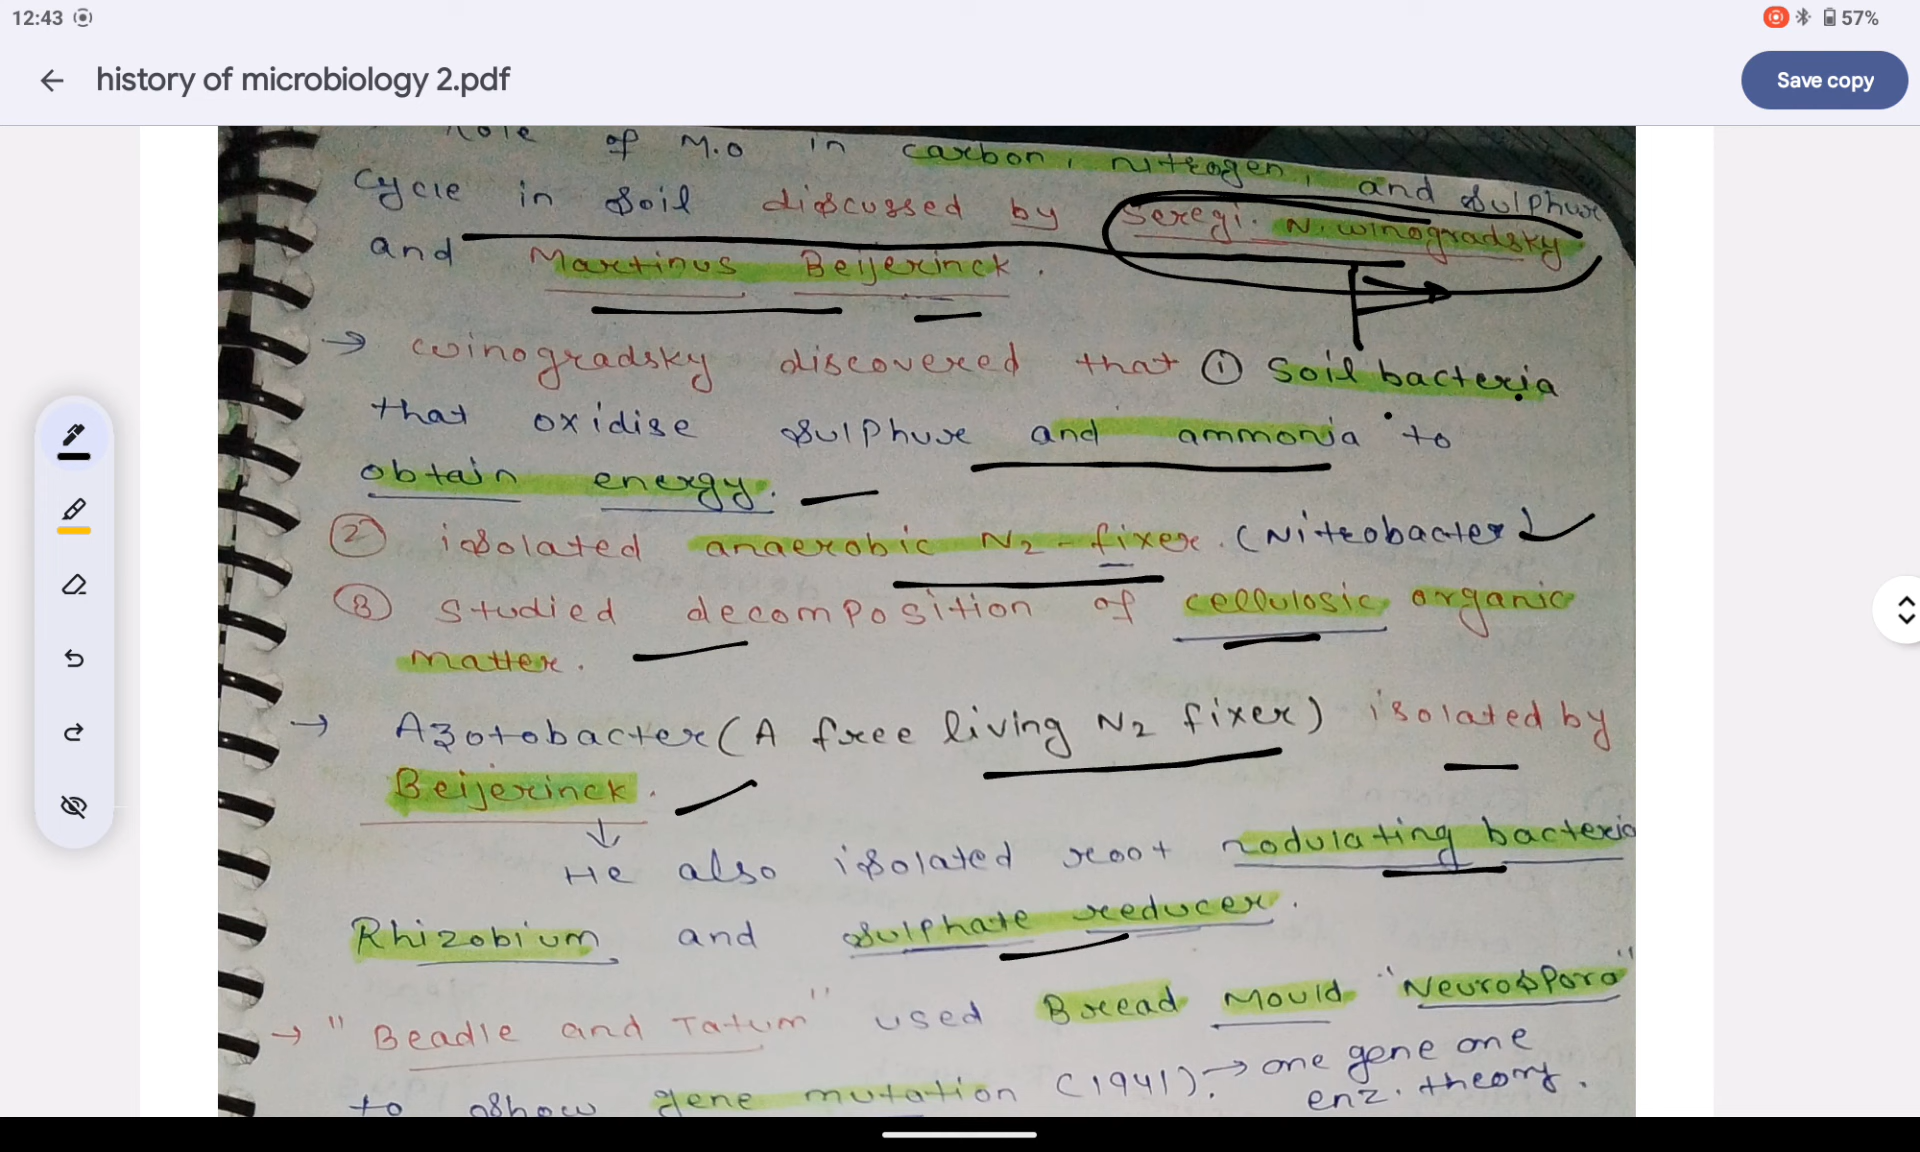 12:43
57%
history of microbiology 2.pdf
Save copy
Role of M.O in carbon, nitrogen, and sulphur
cycle in soil discussed by Seregi. N. winogradsky
and Martinus Beijerinck.
→ winogradsky discovered that ① soil bacteria
that oxidise sulphur and ammonia to
obtain energy.
② isolated anaerobic N2-fixer. (Nitrobacter)
③ studied decomposition of cellulosic organic
matter.
→ Azotobacter (A free living N2 fixer) isolated by
Beijerinck.
↓
He also isolated root nodulating bacteria
Rhizobium and sulphate reducer.
→ "Beadle and Tatum" used Bread Mould "Neurospora"
to show gene mutation (1941). → one gene one
enz. theory.